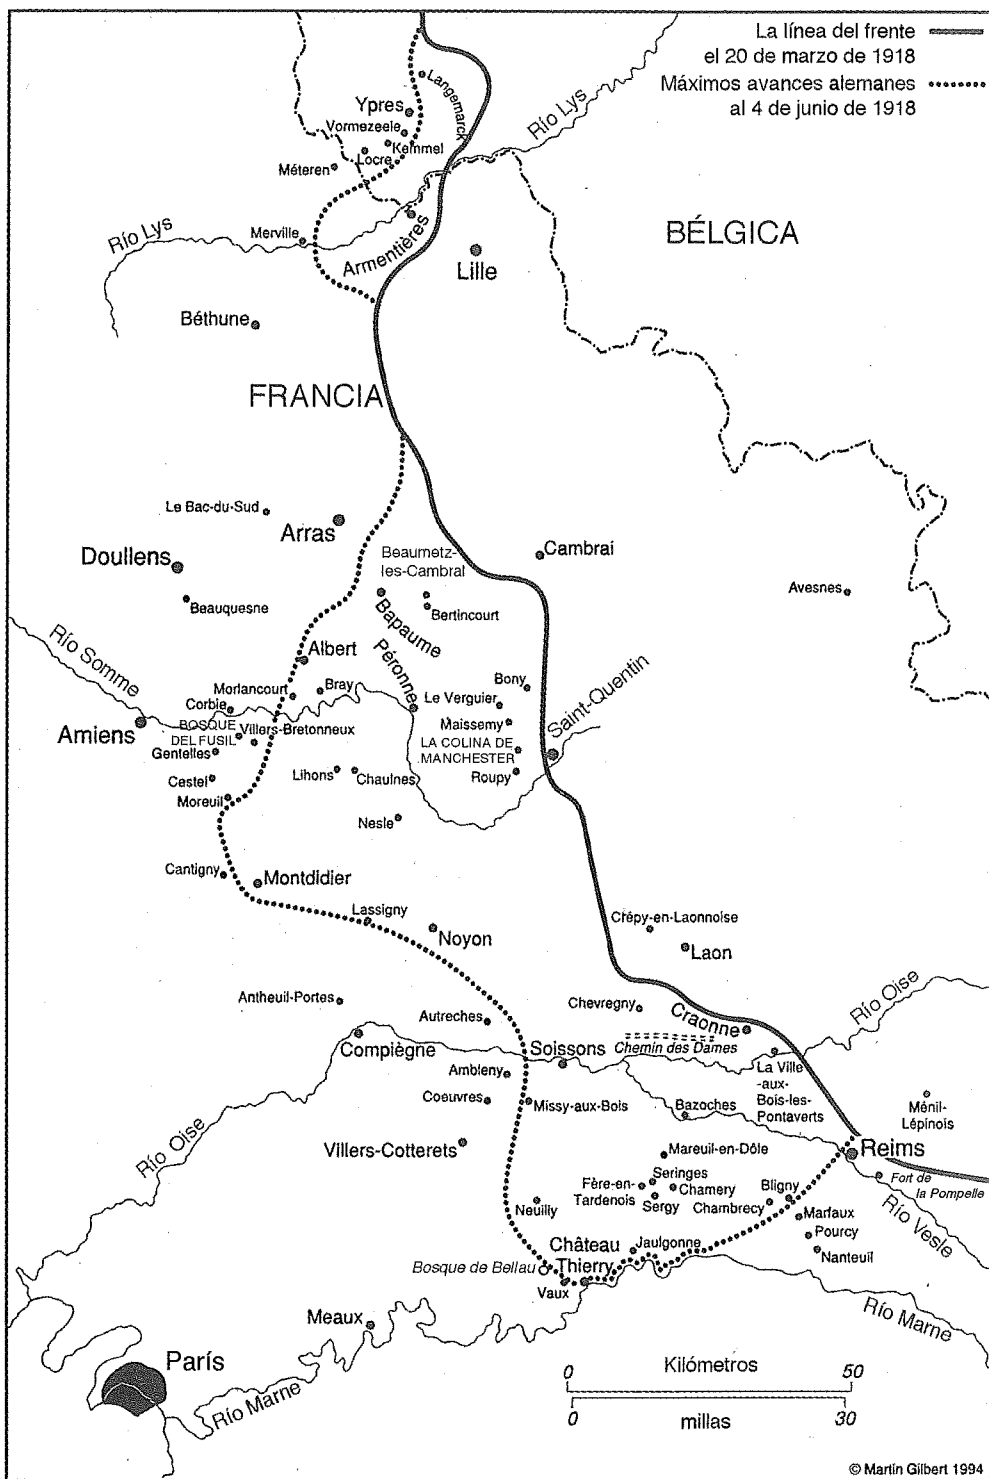 La línea del frente
el 20 de marzo de 1918
Máximos avances alemanes
al 4 de junio de 1918
Langemarck
Ypres
Vormezeele
Kemmel
Locre
Méteren
Río Lys
Río Lys
Merville
Armentières
BÉLGICA
Lille
Béthune
FRANCIA
Le Bac-du-Sud
Arras
Doullens
Beaumetz-
les-Cambral
Cambrai
Avesnes
Beauquesne
Bapaume
Bertincourt
Río Somme
Albert
Péronne
Saint-Quentin
Morlancourt
Bray
Bony
Le Verguier
Corbie
Amiens
BOSQUE
DEL FUSIL
Villers-Bretonneux
Maissemy
LA COLINA DE
MANCHESTER
Gentelles
Castel
Lihons
Chaulnes
Roupy
Moreuil
Nesle
Cantigny
Montdidier
Lassigny
Noyon
Crépy-en-Laonnoise
Laon
Antheuil-Portes
Autreches
Chevregny
Craonne
Río Oise
Compiègne
Soissons
Chemin des Dames
Ambleny
La Ville
-aux-
Bois-les-
Pontaverts
Coeuvres
Missy-aux-Bois
Bazoches
Ménil-
Lépinois
Río Oise
Villers-Cotterets
Mareuil-en-Dôle
Reims
Fort de
la Pompelle
Fère-en-
Tardenois
Seringes
Chamery
Sergy
Bligny
Chambrecy
Neuilly
Marfaux
Pourcy
Nanteuil
Río Vesle
Château
Thierry
Jaulgonne
Bosque de Bellau
Vaux
Río Marne
Meaux
París
Río Marne
Kilómetros
0 50
0 millas 30
© Martin Gilbert 1994